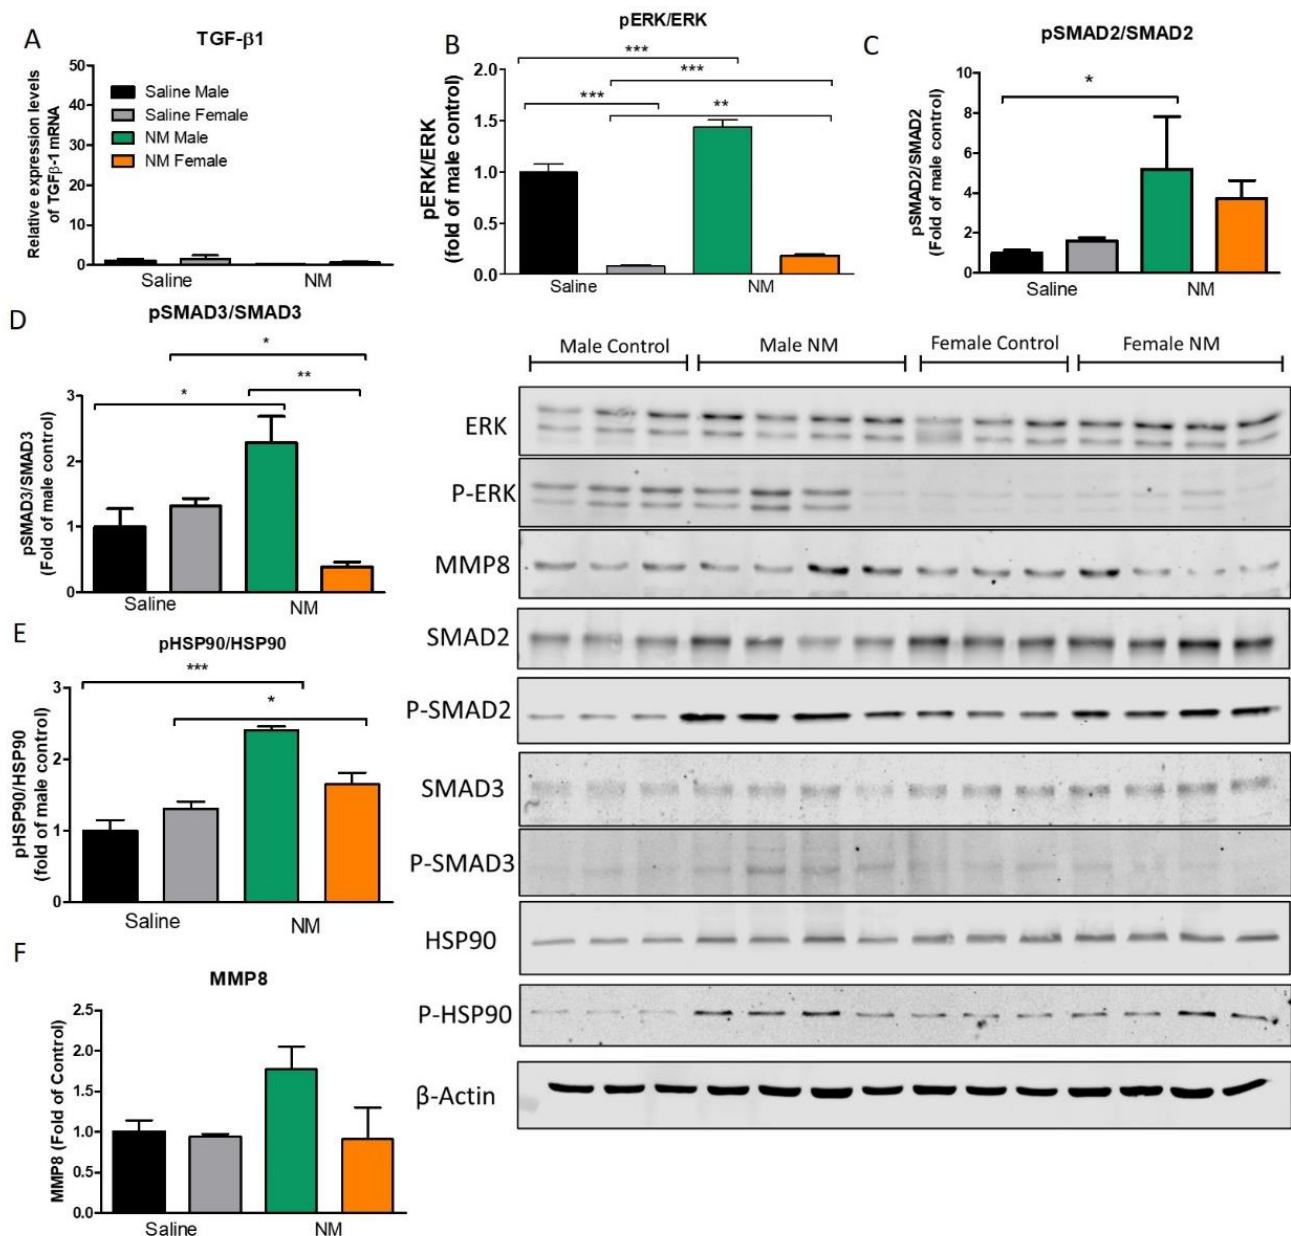 A
TGF-β1
Relative expression levels
of TGFβ-1 mRNA
50
40
30
20
10
0
Saline Male
Saline Female
NM Male
NM Female
Saline
NM
B
pERK/ERK
pERK/ERK
(fold of male control)
2.0
1.5
1.0
0.5
0.0
***
***
***
**
Saline
NM
C
pSMAD2/SMAD2
pSMAD2/SMAD2
(Fold of male control)
10
8
6
4
2
0
*
Saline
NM
D
pSMAD3/SMAD3
pSMAD3/SMAD3
(Fold of male control)
3
2
1
0
*
*
**
Saline
NM
E
pHSP90/HSP90
pHSP90/HSP90
(fold of male control)
3
2
1
0
***
*
Saline
NM
F
MMP8
MMP8 (Fold of Control)
2.5
2.0
1.5
1.0
0.5
0.0
Saline
NM
Male Control
Male NM
Female Control
Female NM
ERK
P-ERK
MMP8
SMAD2
P-SMAD2
SMAD3
P-SMAD3
HSP90
P-HSP90
β-Actin